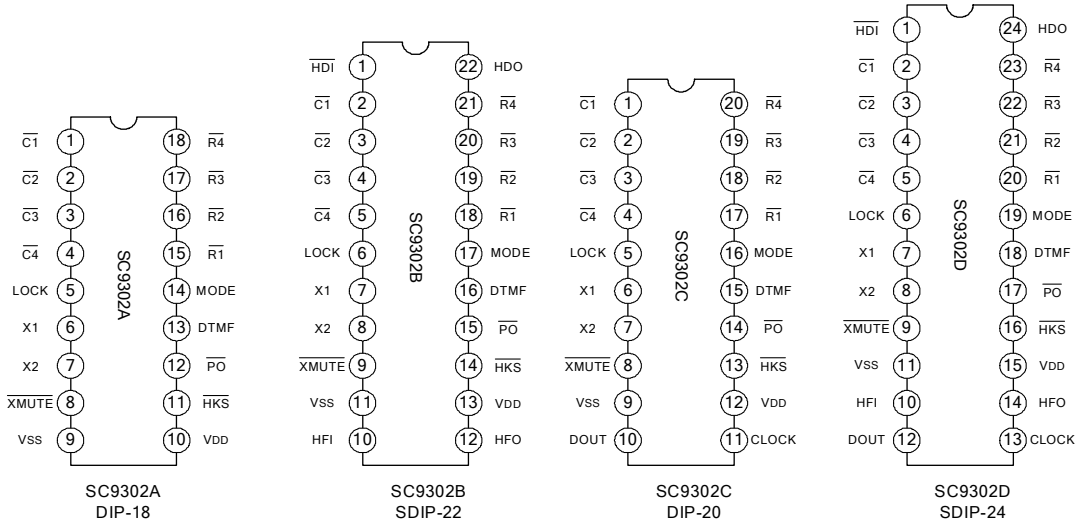 SC9302A
C1 1 18 R4
C2 2 17 R3
C3 3 16 R2
C4 4 15 R1
LOCK 5 14 MODE
X1 6 13 DTMF
X2 7 12 PO
XMUTE 8 11 HKS
VSS 9 10 VDD
SC9302A
DIP-18
SC9302B
HDI 1 22 HDO
C1 2 21 R4
C2 3 20 R3
C3 4 19 R2
C4 5 18 R1
LOCK 6 17 MODE
X1 7 16 DTMF
X2 8 15 PO
XMUTE 9 14 HKS
VSS 11 13 VDD
HFI 10 12 HFO
SC9302B
SDIP-22
SC9302C
C1 1 20 R4
C2 2 19 R3
C3 3 18 R2
C4 4 17 R1
LOCK 5 16 MODE
X1 6 15 DTMF
X2 7 14 PO
XMUTE 8 13 HKS
VSS 9 12 VDD
DOUT 10 11 CLOCK
SC9302C
DIP-20
SC9302D
HDI 1 24 HDO
C1 2 23 R4
C2 3 22 R3
C3 4 21 R2
C4 5 20 R1
LOCK 6 19 MODE
X1 7 18 DTMF
X2 8 17 PO
XMUTE 9 16 HKS
VSS 11 15 VDD
HFI 10 14 HFO
DOUT 12 13 CLOCK
SC9302D
SDIP-24